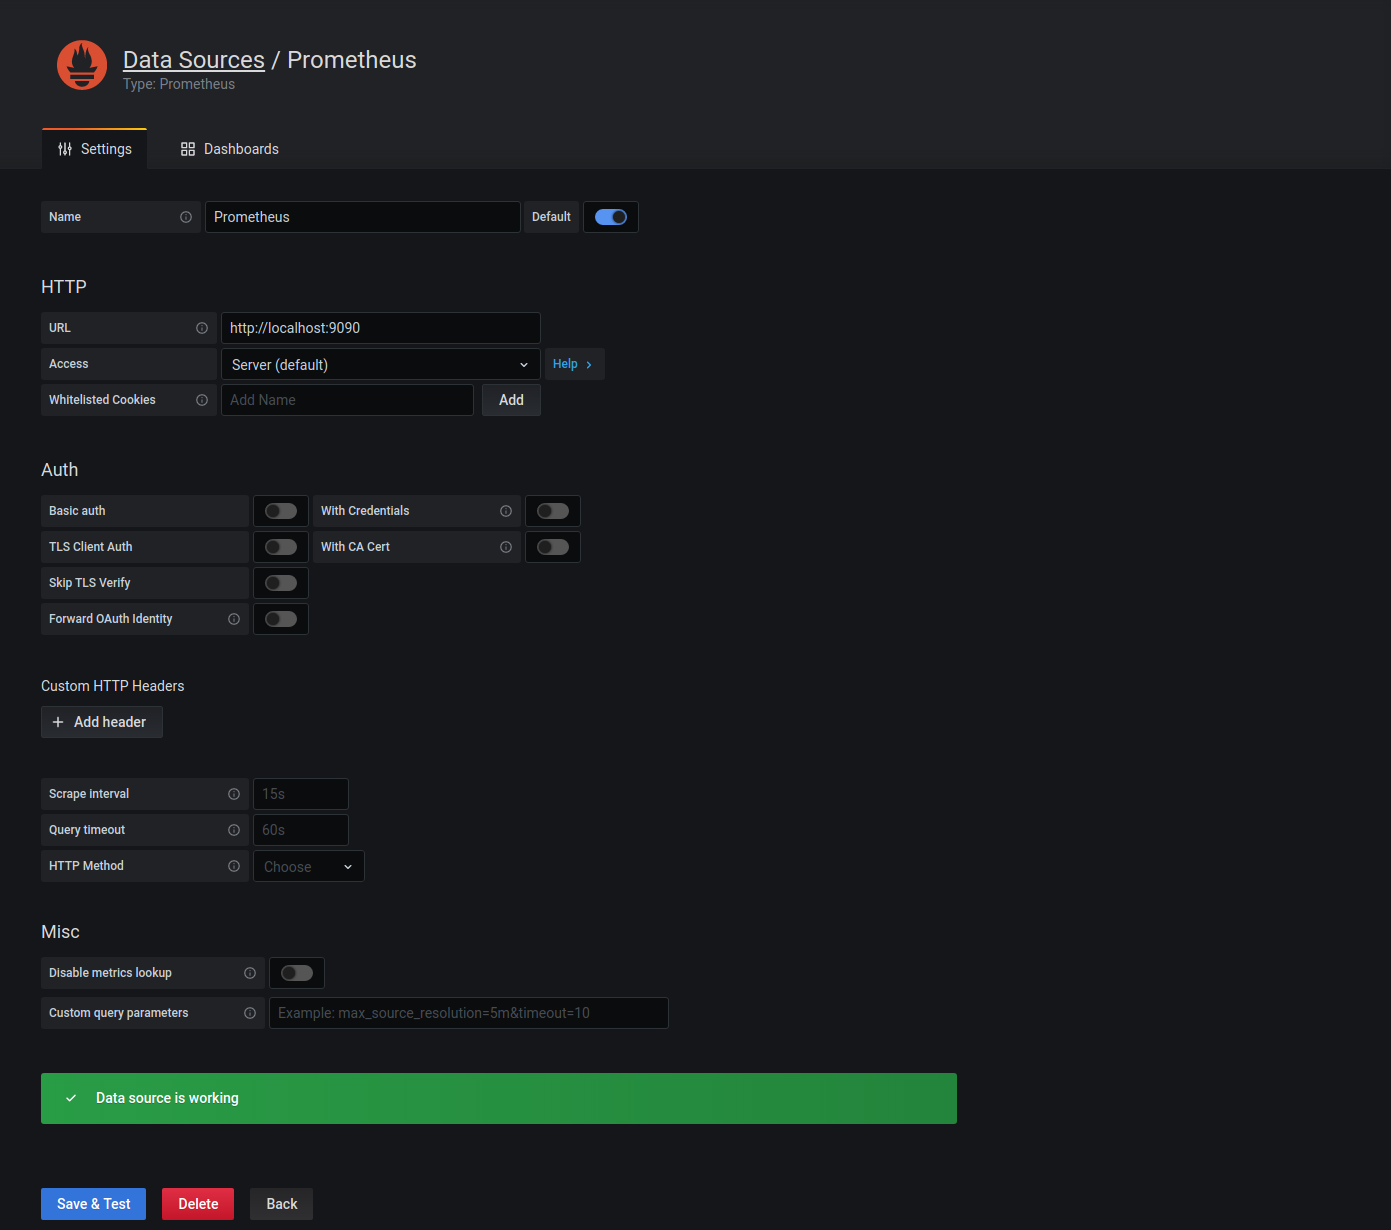 Data Sources / Prometheus
Type: Prometheus
Settings
Dashboards
Name
Prometheus
Default
HTTP
URL
http://localhost:9090
Access
Server (default)
Help
Whitelisted Cookies
Add Name
Add
Auth
Basic auth
With Credentials
TLS Client Auth
With CA Cert
Skip TLS Verify
Forward OAuth Identity
Custom HTTP Headers
Add header
Scrape interval
15s
Query timeout
60s
HTTP Method
Choose
Misc
Disable metrics lookup
Custom query parameters
Example: max_source_resolution=5m&timeout=10
Data source is working
Save & Test
Delete
Back